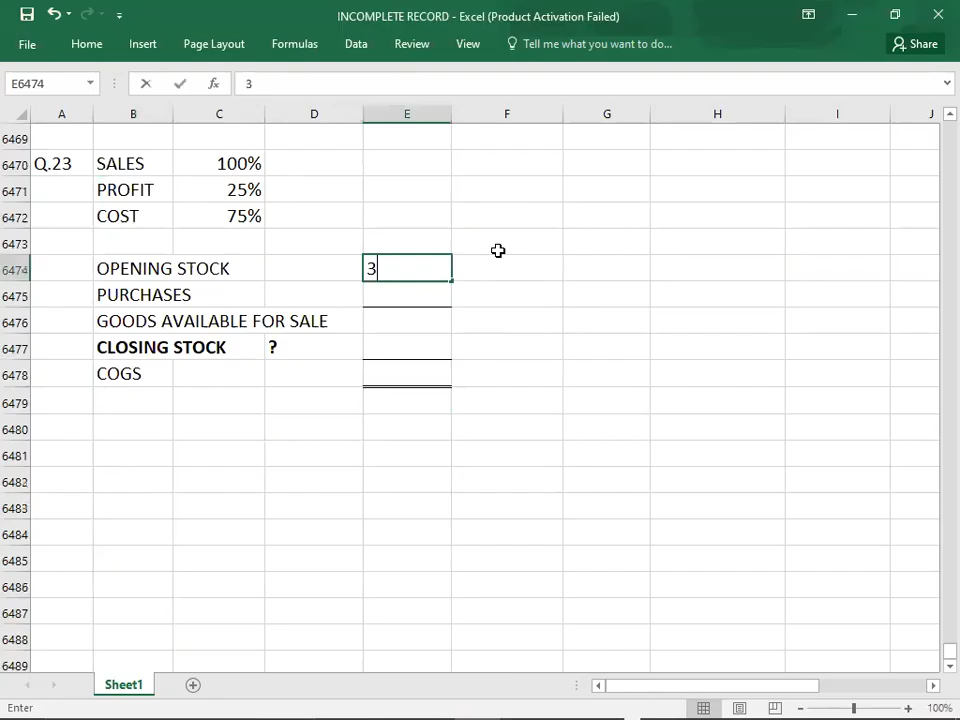 INCOMPLETE RECORD - Excel (Product Activation Failed)
File Home Insert Page Layout Formulas Data Review View Tell me what you want to do... Share
E6474 fx 3
A B C D E F G H I J
6469
6470 Q.23 SALES 100%
6471 PROFIT 25%
6472 COST 75%
6473
6474 OPENING STOCK 3
6475 PURCHASES
6476 GOODS AVAILABLE FOR SALE
6477 CLOSING STOCK ?
6478 COGS
6479
6480
6481
6482
6483
6484
6485
6486
6487
6488
6489
Sheet1
Enter 100%